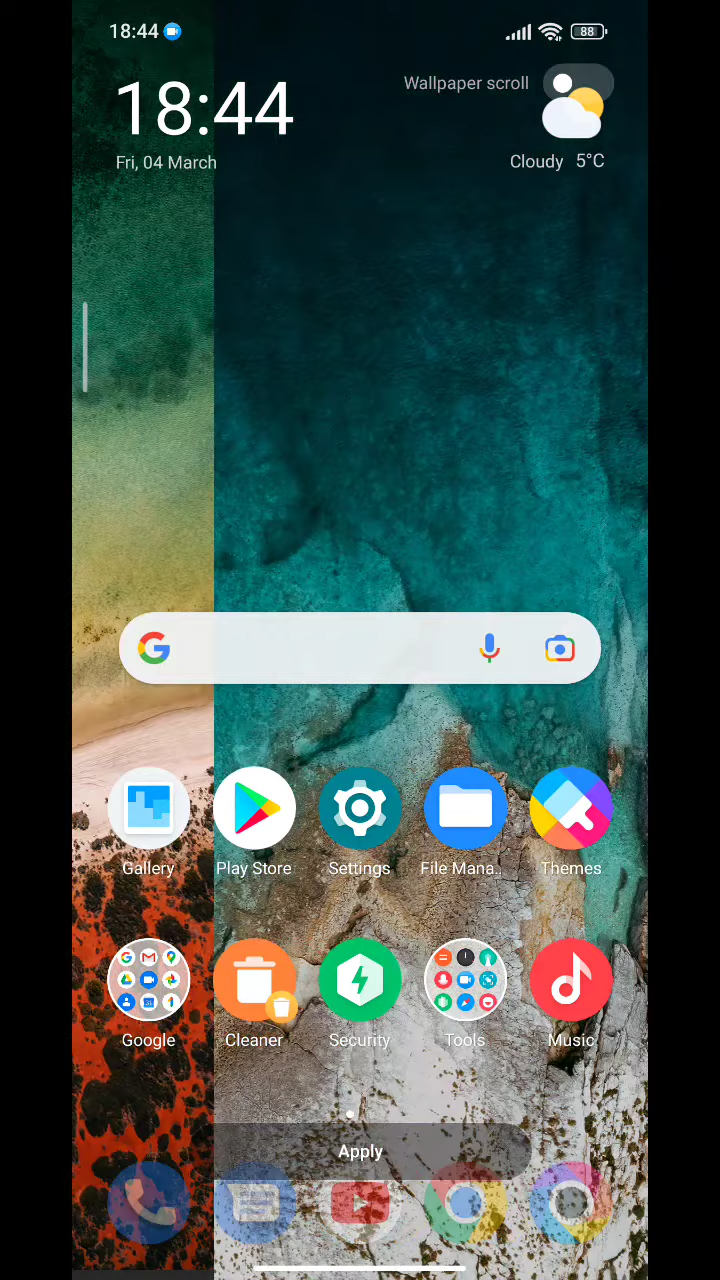 18:44
88
18:44
Wallpaper scroll
Fri, 04 March
Cloudy 5°C
Gallery
Play Store
Settings
File Mana..
Themes
Google
Cleaner
Security
Tools
Music
Apply